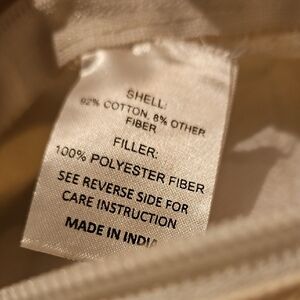 SHELL:
92% COTTON, 8% OTHER
FIBER
FILLER:
100% POLYESTER FIBER
SEE REVERSE SIDE FOR
CARE INSTRUCTION
MADE IN INDIA